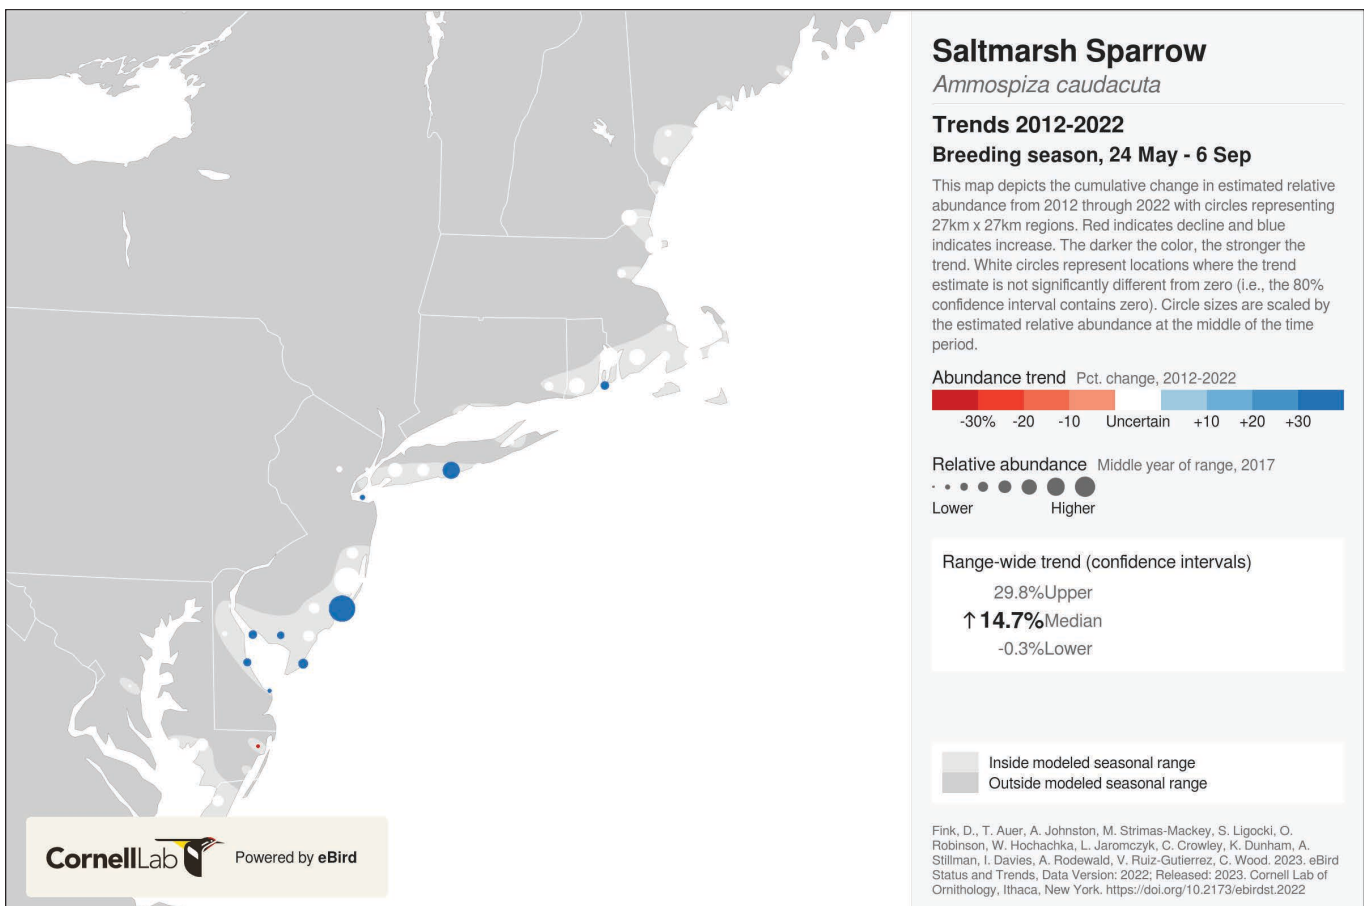 Saltmarsh Sparrow
Ammospiza caudacuta
Trends 2012-2022
Breeding season, 24 May - 6 Sep
This map depicts the cumulative change in estimated relative
abundance from 2012 through 2022 with circles representing
27km x 27km regions. Red indicates decline and blue
indicates increase. The darker the color, the stronger the
trend. White circles represent locations where the trend
estimate is not significantly different from zero (i.e., the 80%
confidence interval contains zero). Circle sizes are scaled by
the estimated relative abundance at the middle of the time
period.
Abundance trend Pct. change, 2012-2022
-30% -20 -10 Uncertain +10 +20 +30
Relative abundance Middle year of range, 2017
Lower Higher
Range-wide trend (confidence intervals)
29.8% Upper
↑ 14.7% Median
-0.3% Lower
Inside modeled seasonal range
Outside modeled seasonal range
Fink, D., T. Auer, A. Johnston, M. Strimas-Mackey, S. Ligocki, O.
Robinson, W. Hochachka, L. Jaromczyk, C. Crowley, K. Dunham, A.
Stillman, I. Davies, A. Rodewald, V. Ruiz-Gutierrez, C. Wood. 2023. eBird
Status and Trends, Data Version: 2022; Released: 2023. Cornell Lab of
Ornithology, Ithaca, New York. https://doi.org/10.2173/ebirdst.2022
CornellLab Powered by eBird